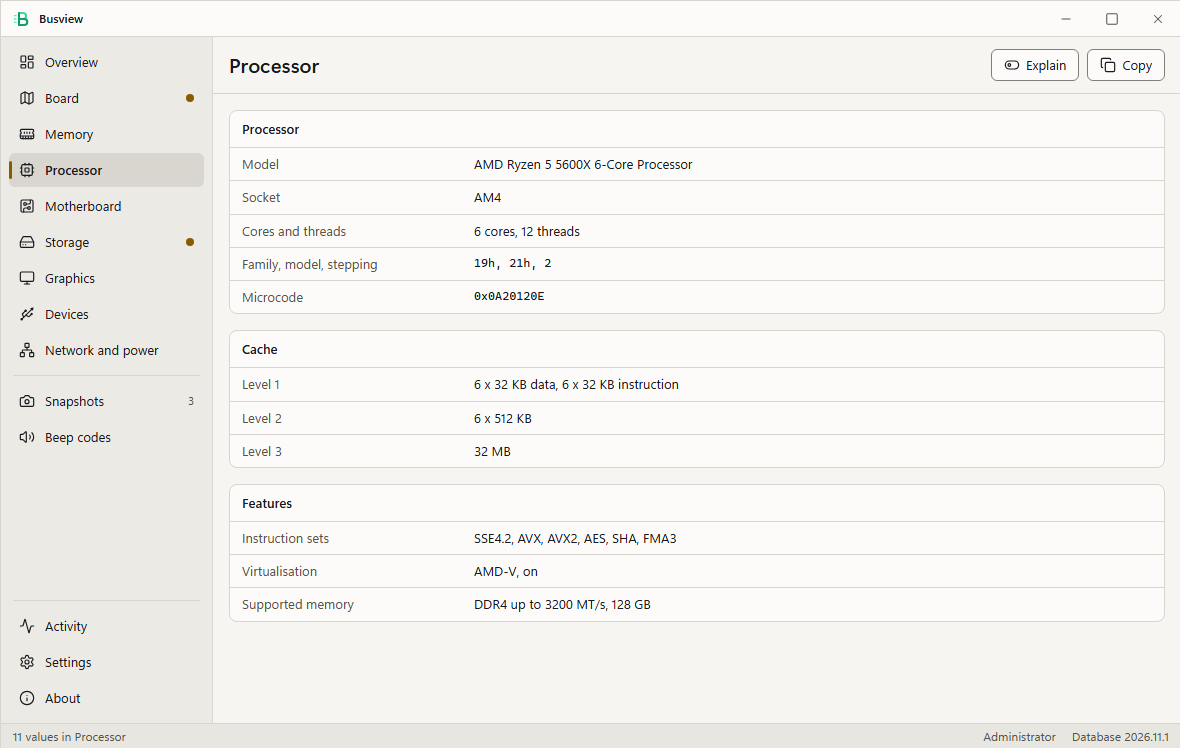 Busview
Overview
Board
Memory
Processor
Motherboard
Storage
Graphics
Devices
Network and power
Snapshots 3
Beep codes
Activity
Settings
About
Processor
Explain
Copy
Processor
Model AMD Ryzen 5 5600X 6-Core Processor
Socket AM4
Cores and threads 6 cores, 12 threads
Family, model, stepping 19h, 21h, 2
Microcode 0x0A20120E
Cache
Level 1 6 x 32 KB data, 6 x 32 KB instruction
Level 2 6 x 512 KB
Level 3 32 MB
Features
Instruction sets SSE4.2, AVX, AVX2, AES, SHA, FMA3
Virtualisation AMD-V, on
Supported memory DDR4 up to 3200 MT/s, 128 GB
11 values in Processor
Administrator
Database 2026.11.1